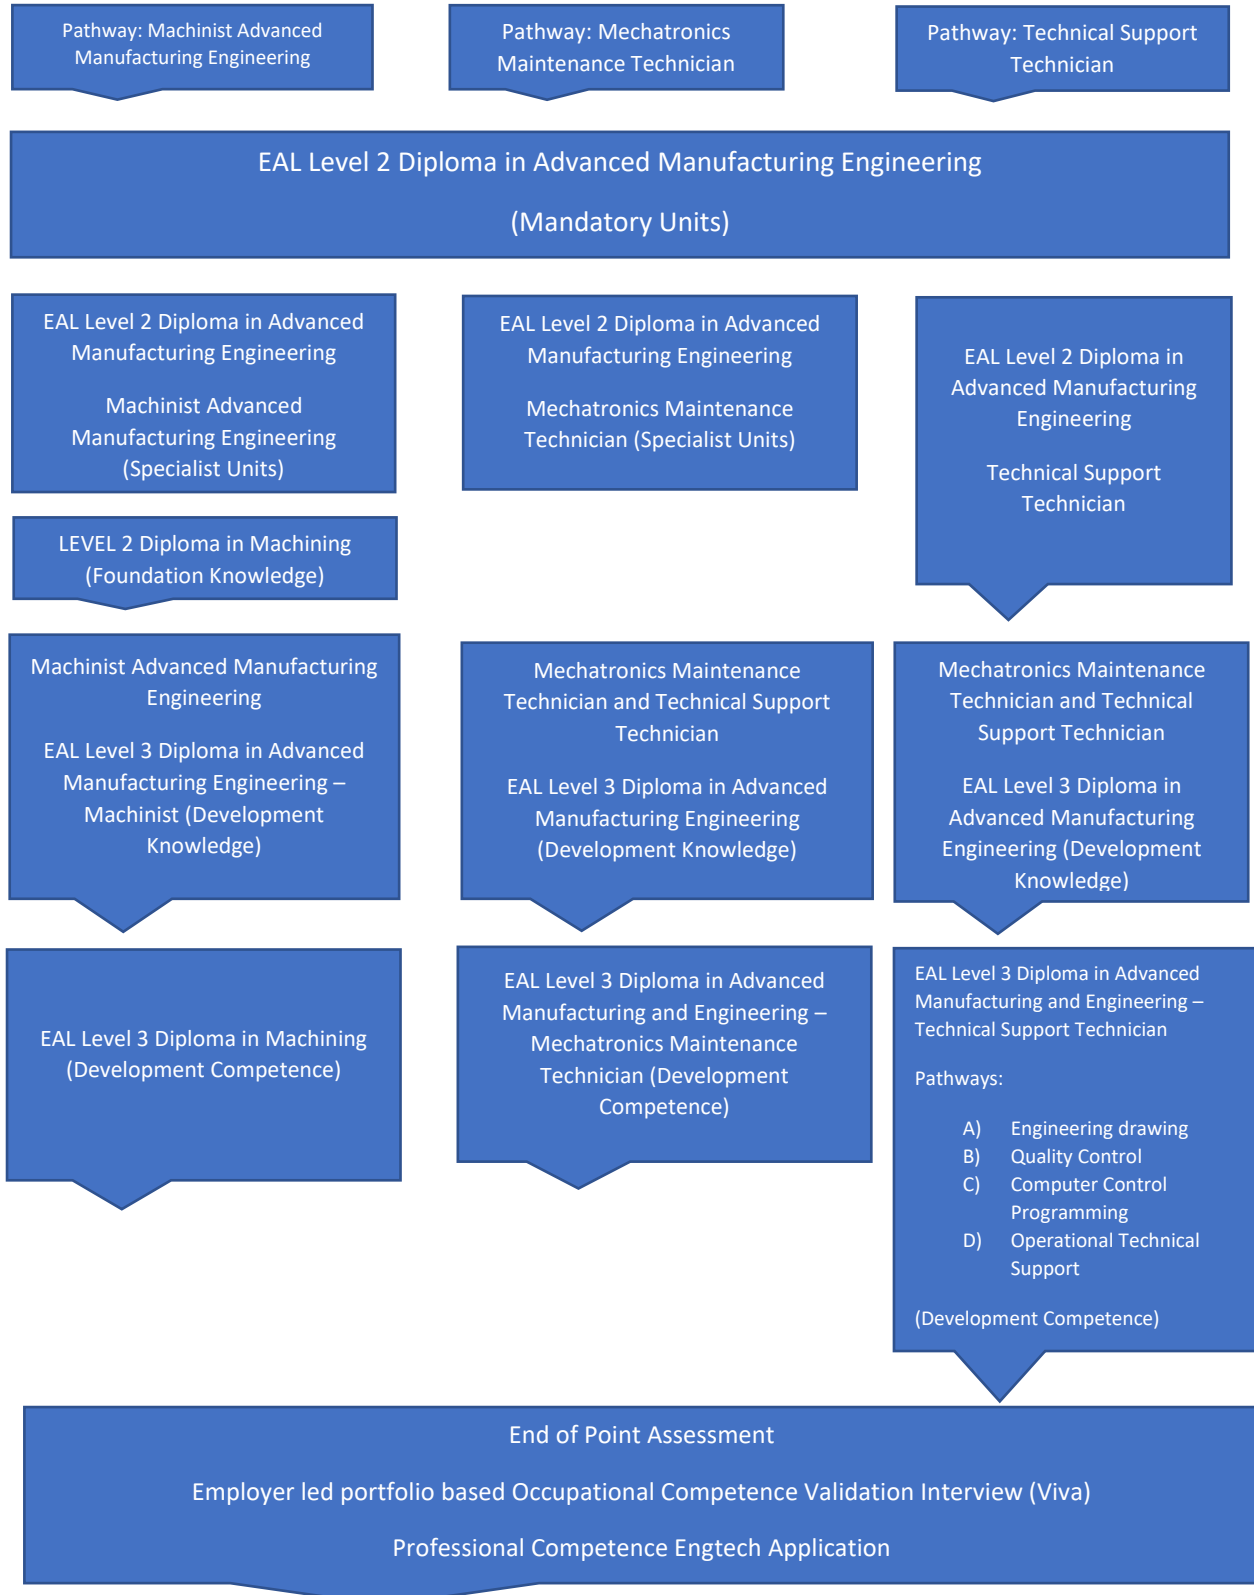 Pathway: Machinist Advanced
Manufacturing Engineering
Pathway: Mechatronics
Maintenance Technician
Pathway: Technical Support
Technician
EAL Level 2 Diploma in Advanced Manufacturing Engineering
(Mandatory Units)
EAL Level 2 Diploma in Advanced
Manufacturing Engineering
Machinist Advanced
Manufacturing Engineering
(Specialist Units)
EAL Level 2 Diploma in Advanced
Manufacturing Engineering
Mechatronics Maintenance
Technician (Specialist Units)
EAL Level 2 Diploma in
Advanced Manufacturing
Engineering
Technical Support
Technician
LEVEL 2 Diploma in Machining
(Foundation Knowledge)
Machinist Advanced Manufacturing
Engineering
EAL Level 3 Diploma in Advanced
Manufacturing Engineering –
Machinist (Development
Knowledge)
Mechatronics Maintenance
Technician and Technical Support
Technician
EAL Level 3 Diploma in Advanced
Manufacturing Engineering
(Development Knowledge)
Mechatronics Maintenance
Technician and Technical
Support Technician
EAL Level 3 Diploma in
Advanced Manufacturing
Engineering (Development
Knowledge)
EAL Level 3 Diploma in Machining
(Development Competence)
EAL Level 3 Diploma in Advanced
Manufacturing and Engineering –
Mechatronics Maintenance
Technician (Development
Competence)
EAL Level 3 Diploma in Advanced
Manufacturing and Engineering –
Technical Support Technician
Pathways:
A) Engineering drawing
B) Quality Control
C) Computer Control
Programming
D) Operational Technical
Support
(Development Competence)
End of Point Assessment
Employer led portfolio based Occupational Competence Validation Interview (Viva)
Professional Competence Engtech Application